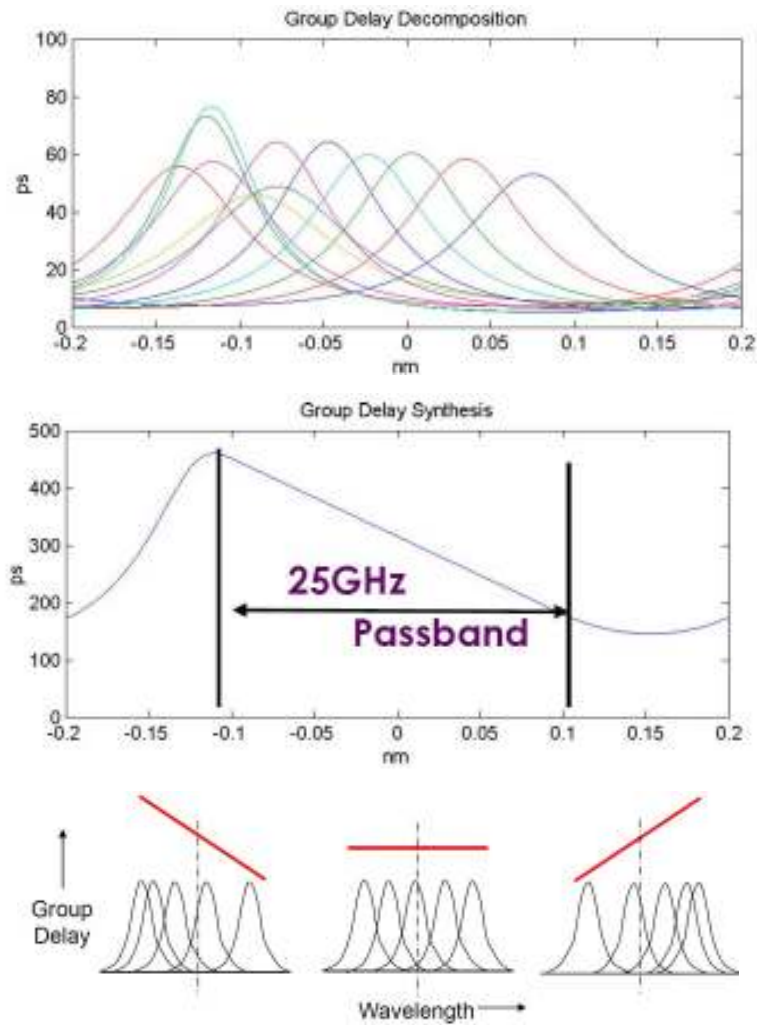 Group Delay Decomposition
100
80
60
40
20
0
ps
-0.2 -0.15 -0.1 -0.05 0 0.05 0.1 0.15 0.2
nm
Group Delay Synthesis
500
400
300
200
100
0
ps
25GHz
Passband
-0.2 -0.15 -0.1 -0.05 0 0.05 0.1 0.15 0.2
nm
Group
Delay
Wavelength